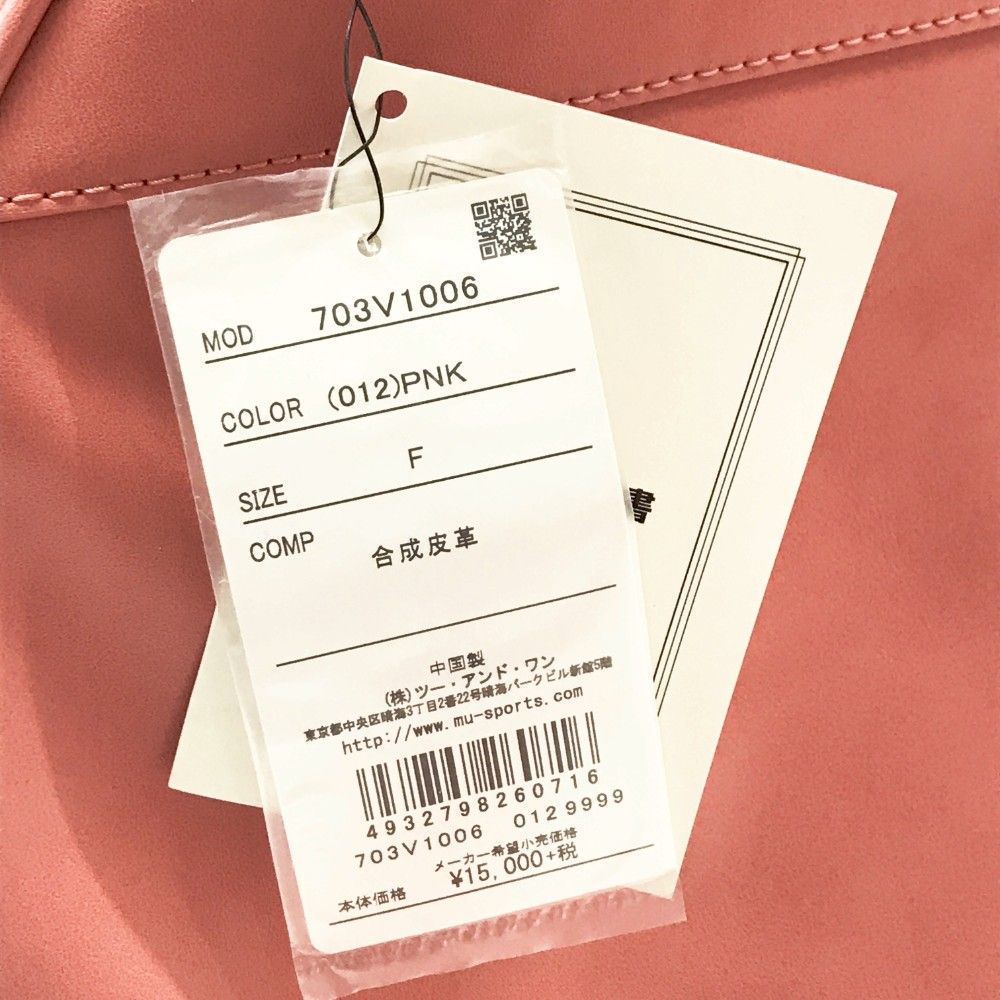 MOD 703V1006
COLOR (012)PNK
SIZE F
COMP 合成皮革
中国製
(株)ツー・アンド・ワン
東京都中央区晴海3丁目2番22号晴海パークビル新館5階
http://www.mu-sports.com
4932798260716
703V1006 0129999
メーカー希望小売価格
本体価格 ¥15,000+税
書